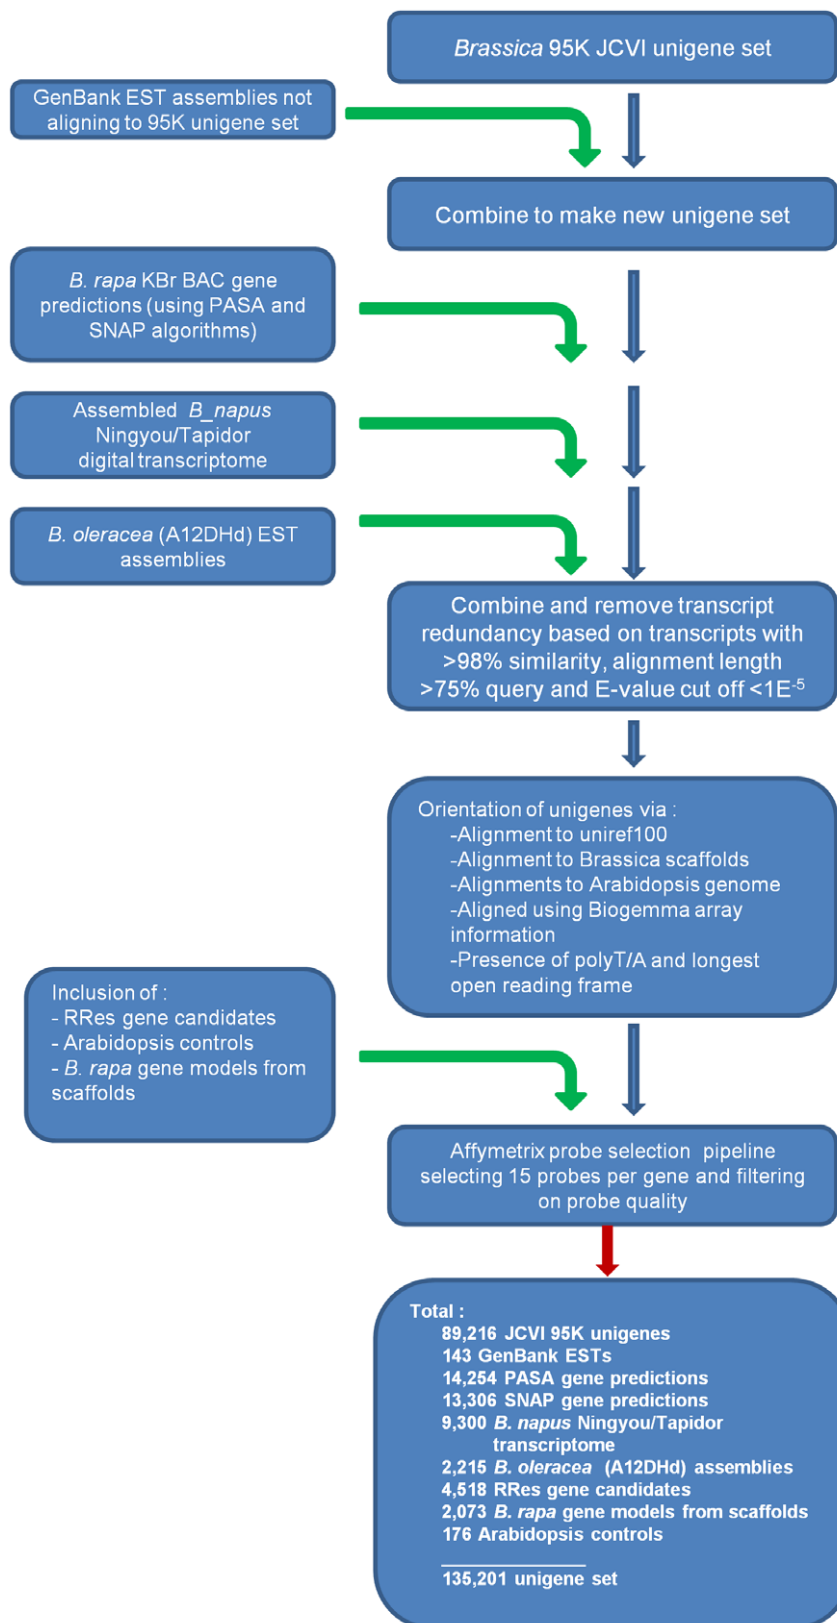 Brassica 95K JCVI unigene set
GenBank EST assemblies not
aligning to 95K unigene set
Combine to make new unigene set
B. rapa KBr BAC gene
predictions (using PASA and
SNAP algorithms)
Assembled B_napus
Ningyou/Tapidor
digital transcriptome
B. oleracea (A12DHd) EST
assemblies
Combine and remove transcript
redundancy based on transcripts with
>98% similarity, alignment length
>75% query and E-value cut off <1E-5
Orientation of unigenes via :
-Alignment to uniref100
-Alignment to Brassica scaffolds
-Alignments to Arabidopsis genome
-Aligned using Biogemma array
information
-Presence of polyT/A and longest
open reading frame
Inclusion of :
- RRes gene candidates
- Arabidopsis controls
- B. rapa gene models from
scaffolds
Affymetrix probe selection pipeline
selecting 15 probes per gene and filtering
on probe quality
Total :
89,216 JCVI 95K unigenes
143 GenBank ESTs
14,254 PASA gene predictions
13,306 SNAP gene predictions
9,300 B. napus Ningyou/Tapidor
transcriptome
2,215 B. oleracea (A12DHd) assemblies
4,518 RRes gene candidates
2,073 B. rapa gene models from scaffolds
176 Arabidopsis controls
135,201 unigene set